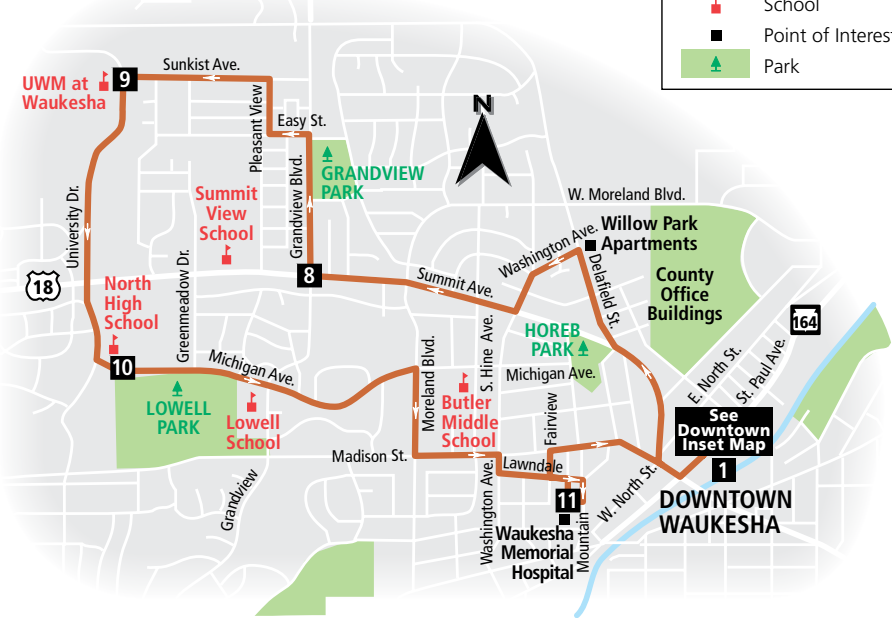 School
Point of Interest
Park
Sunkist Ave.
9
UWM at
Waukesha
Pleasant View
Easy St.
N
GRANDVIEW
PARK
Grandview Blvd.
Summit
View
School
University Dr.
W. Moreland Blvd.
Washington Ave.
Willow Park
Apartments
Delafield St.
County
Office
Buildings
18
8
Summit Ave.
North
High
School
Greenmeadow Dr.
164
HOREB
PARK
S. Hine Ave.
Moreland Blvd.
Michigan Ave.
10
Michigan Ave.
E. North St.
St. Paul Ave.
LOWELL
PARK
Lowell
School
Butler
Middle
School
Fairview
See
Downtown
Inset Map
1
Madison St.
Lawndale
Grandview
Washington Ave.
11
W. North St.
DOWNTOWN
WAUKESHA
Waukesha
Memorial
Hospital
Mountain